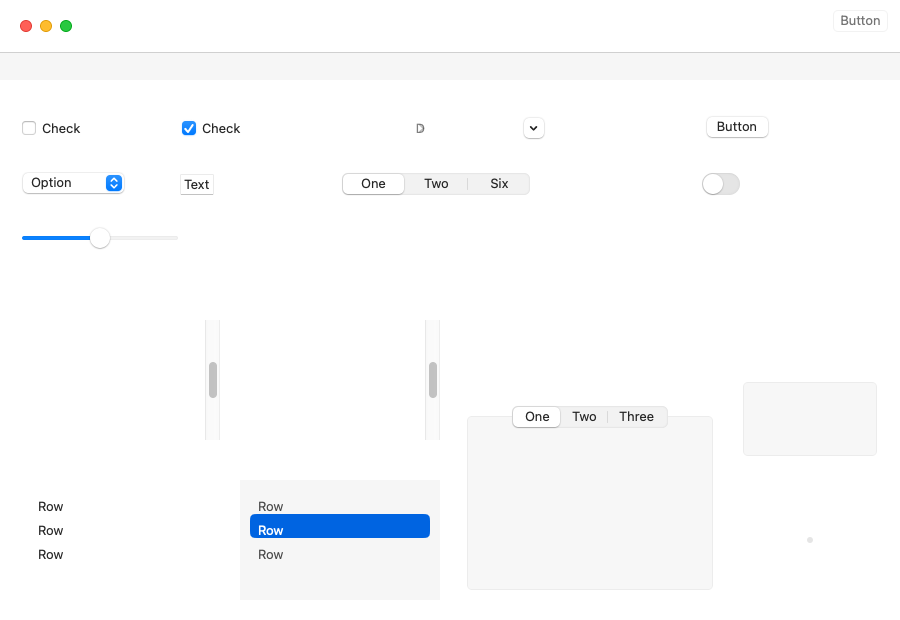 Button
Check
Check
D
Button
Option
Text
One Two Six
One Two Three
Row
Row
Row
Row
Row
Row